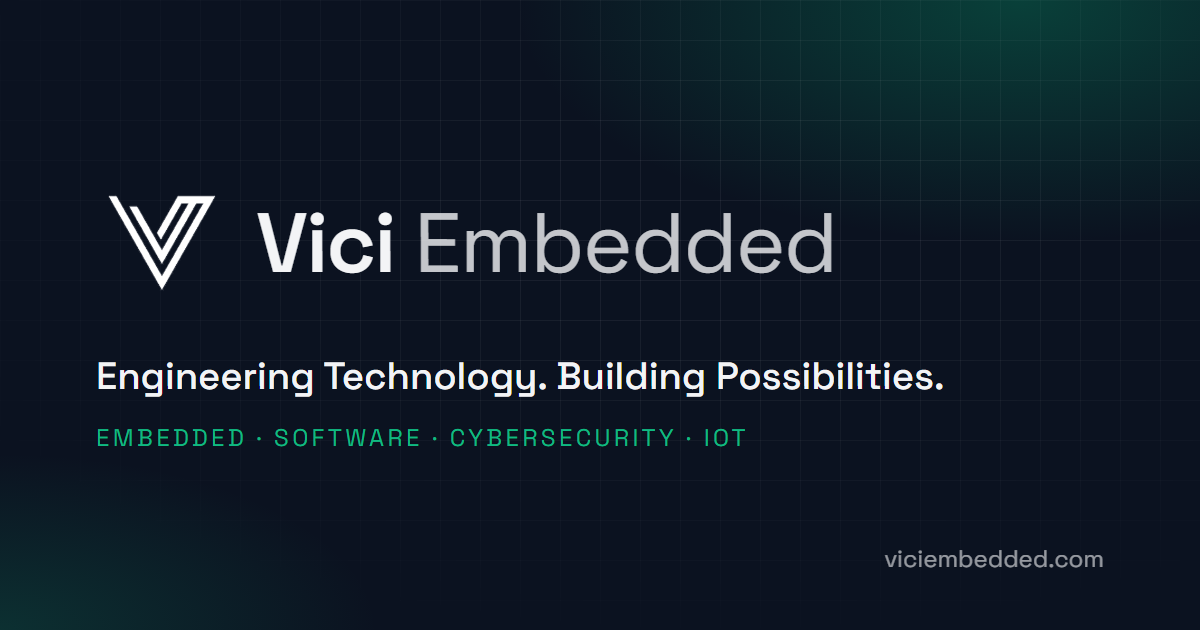 Vici Embedded
Engineering Technology. Building Possibilities.
EMBEDDED · SOFTWARE · CYBERSECURITY · IOT
viciembedded.com